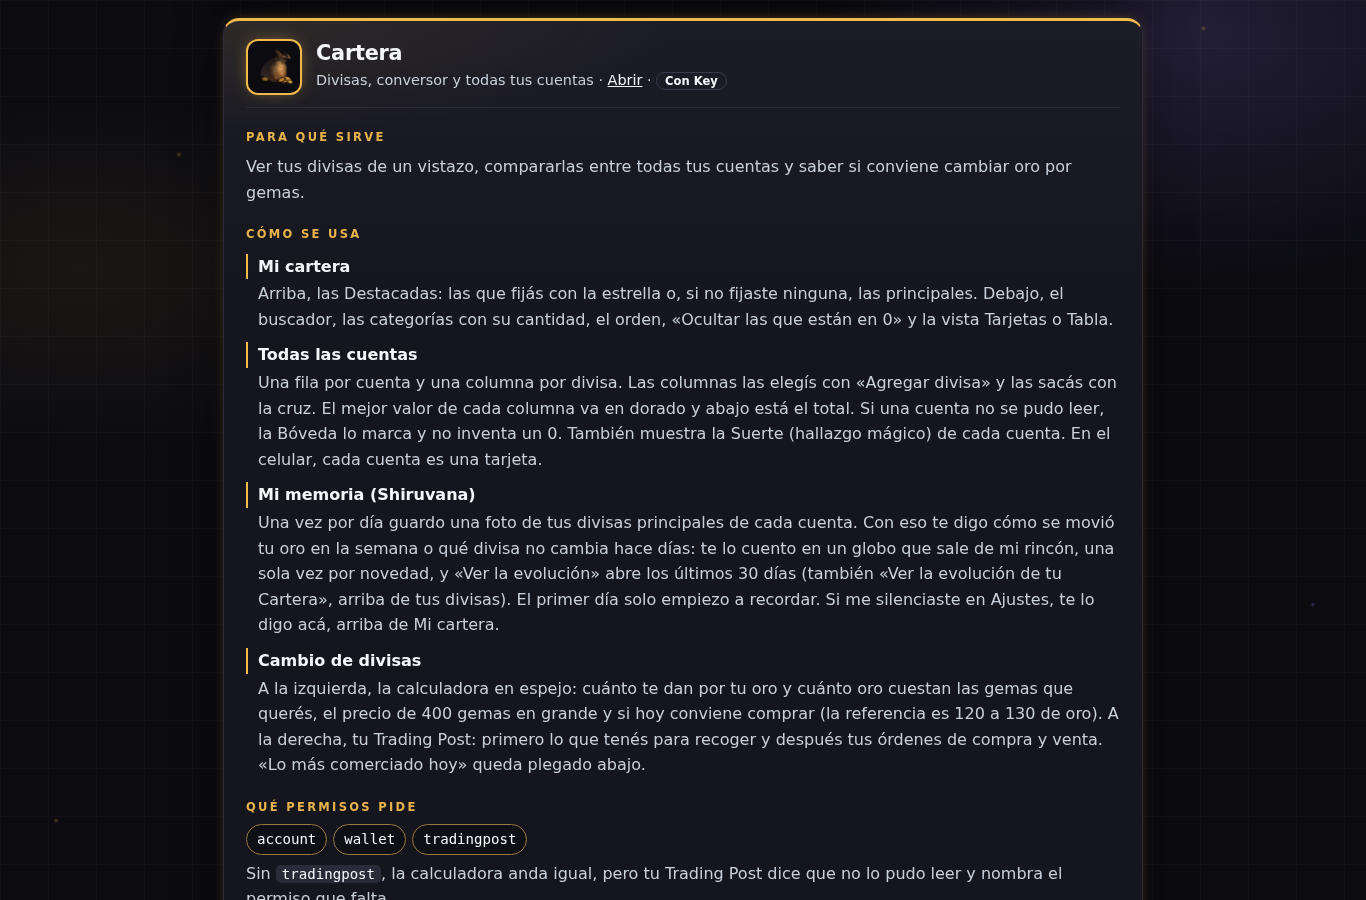 Cartera
Divisas, conversor y todas tus cuentas · Abrir · Con Key
PARA QUÉ SIRVE
Ver tus divisas de un vistazo, compararlas entre todas tus cuentas y saber si conviene cambiar oro por
gemas.
CÓMO SE USA
Mi cartera
Arriba, las Destacadas: las que fijás con la estrella o, si no fijaste ninguna, las principales. Debajo, el
buscador, las categorías con su cantidad, el orden, «Ocultar las que están en 0» y la vista Tarjetas o Tabla.
Todas las cuentas
Una fila por cuenta y una columna por divisa. Las columnas las elegís con «Agregar divisa» y las sacás con
la cruz. El mejor valor de cada columna va en dorado y abajo está el total. Si una cuenta no se pudo leer,
la Bóveda lo marca y no inventa un 0. También muestra la Suerte (hallazgo mágico) de cada cuenta. En el
celular, cada cuenta es una tarjeta.
Mi memoria (Shiruvana)
Una vez por día guardo una foto de tus divisas principales de cada cuenta. Con eso te digo cómo se movió
tu oro en la semana o qué divisa no cambia hace días: te lo cuento en un globo que sale de mi rincón, una
sola vez por novedad, y «Ver la evolución» abre los últimos 30 días (también «Ver la evolución de tu
Cartera», arriba de tus divisas). El primer día solo empiezo a recordar. Si me silenciaste en Ajustes, te lo
digo acá, arriba de Mi cartera.
Cambio de divisas
A la izquierda, la calculadora en espejo: cuánto te dan por tu oro y cuánto oro cuestan las gemas que
querés, el precio de 400 gemas en grande y si hoy conviene comprar (la referencia es 120 a 130 de oro). A
la derecha, tu Trading Post: primero lo que tenés para recoger y después tus órdenes de compra y venta.
«Lo más comerciado hoy» queda plegado abajo.
QUÉ PERMISOS PIDE
account wallet tradingpost
Sin tradingpost, la calculadora anda igual, pero tu Trading Post dice que no lo pudo leer y nombra el
permiso que falta.